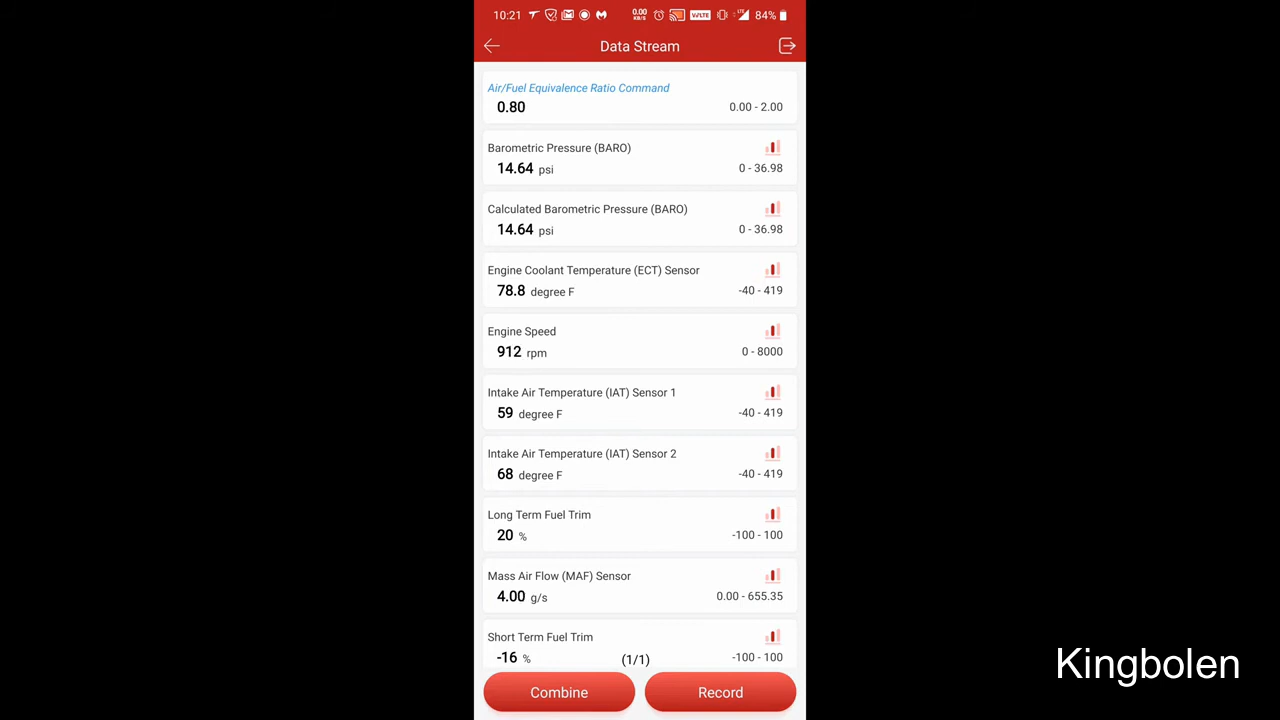 10:21 0.00 KB/S VoLTE LTE 84%
Data Stream
Air/Fuel Equivalence Ratio Command
0.80 0.00 - 2.00
Barometric Pressure (BARO)
14.64 psi 0 - 36.98
Calculated Barometric Pressure (BARO)
14.64 psi 0 - 36.98
Engine Coolant Temperature (ECT) Sensor
78.8 degree F -40 - 419
Engine Speed
912 rpm 0 - 8000
Intake Air Temperature (IAT) Sensor 1
59 degree F -40 - 419
Intake Air Temperature (IAT) Sensor 2
68 degree F -40 - 419
Long Term Fuel Trim
20 % -100 - 100
Mass Air Flow (MAF) Sensor
4.00 g/s 0.00 - 655.35
Short Term Fuel Trim
-16 % (1/1) -100 - 100
Combine Record
Kingbolen